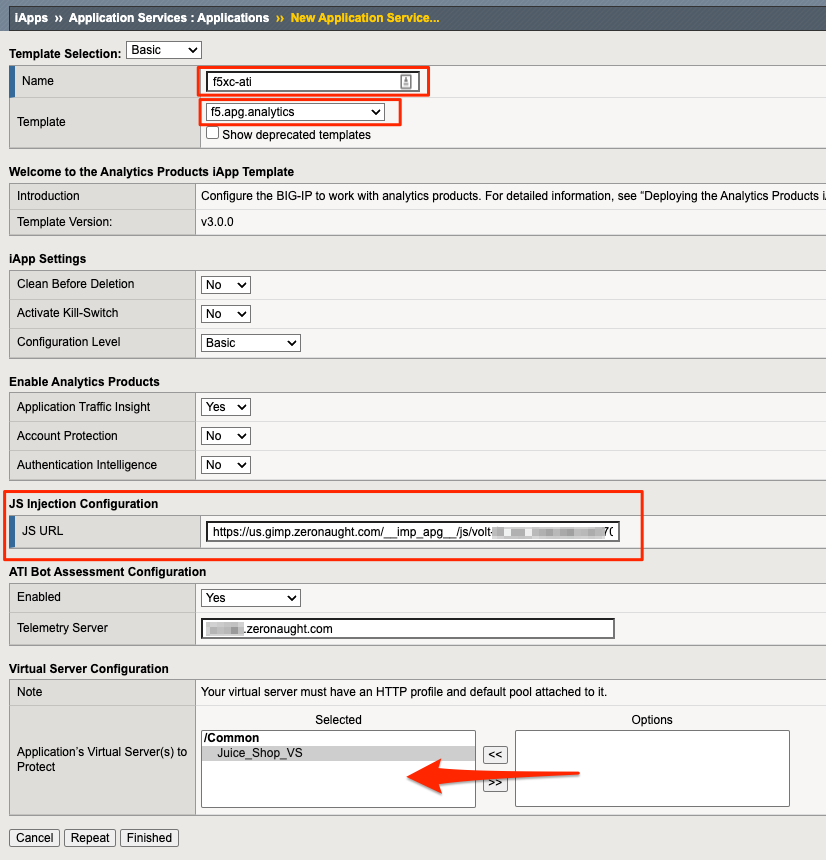 iApps ›› Application Services : Applications ›› New Application Service...
Template Selection: Basic
Name f5xc-ati
Template f5.apg.analytics
Show deprecated templates
Welcome to the Analytics Products iApp Template
Introduction Configure the BIG-IP to work with analytics products. For detailed information, see “Deploying the Analytics Products
Template Version: v3.0.0
iApp Settings
Clean Before Deletion No
Activate Kill-Switch No
Configuration Level Basic
Enable Analytics Products
Application Traffic Insight Yes
Account Protection No
Authentication Intelligence No
JS Injection Configuration
JS URL https://us.gimp.zeronaught.com/__imp_apg__/js/volt-
ATI Bot Assessment Configuration
Enabled Yes
Telemetry Server .zeronaught.com
Virtual Server Configuration
Note Your virtual server must have an HTTP profile and default pool attached to it.
Selected Options
Application’s Virtual Server(s) to Protect
/Common
Juice_Shop_VS
<<
>>
Cancel Repeat Finished